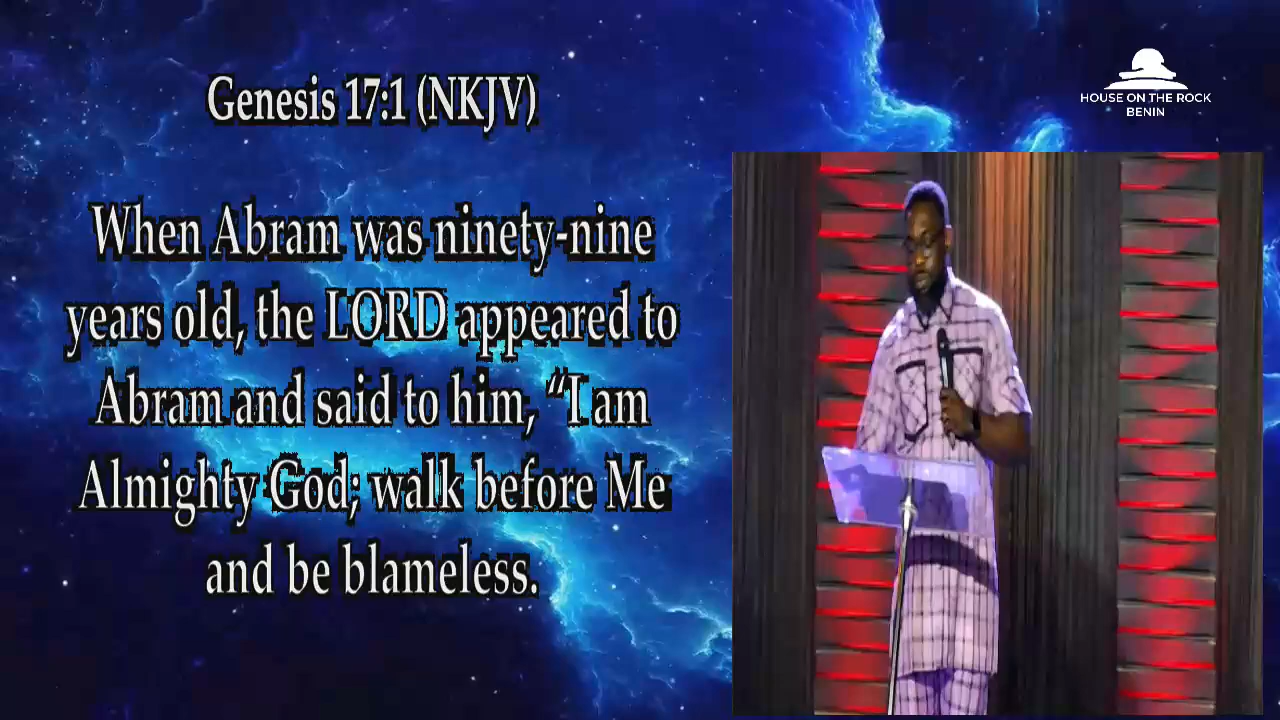 Genesis 17:1 (NKJV)
When Abram was ninety-nine
years old, the LORD appeared to
Abram and said to him, “I am
Almighty God; walk before Me
and be blameless.
HOUSE ON THE ROCK
BENIN